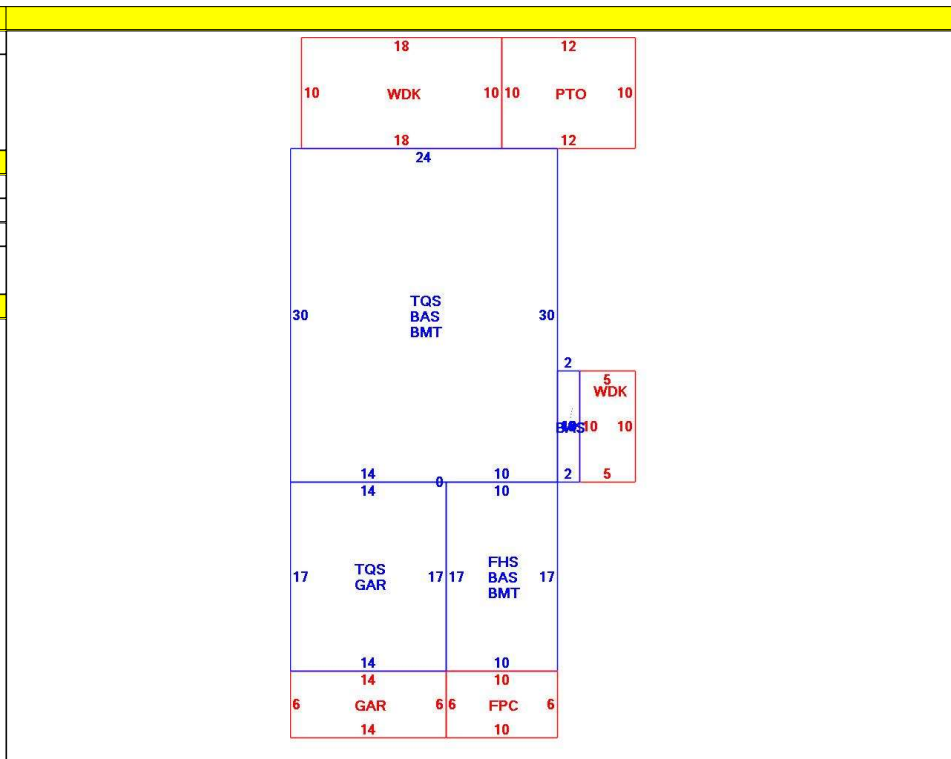 18 12
10 WDK 10 10 PTO 10
18 12
24
TQS
30 BAS 30
BMT
2
5
WDK
BAS 10 10
14 0 10 2 5
14 10
FHS
TQS BAS
17 17 17 17
GAR BMT
14 10
14 10
6 GAR 6 6 FPC 6
14 10